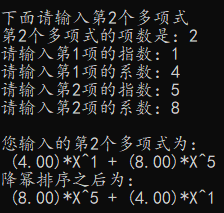 下面请输入第2个多项式
第2个多项式的项数是：2
请输入第1项的指数：1
请输入第1项的系数：4
请输入第2项的指数：5
请输入第2项的系数：8
您输入的第2个多项式为：
(4.00)*X^1 + (8.00)*X^5
降幂排序之后为：
(8.00)*X^5 + (4.00)*X^1